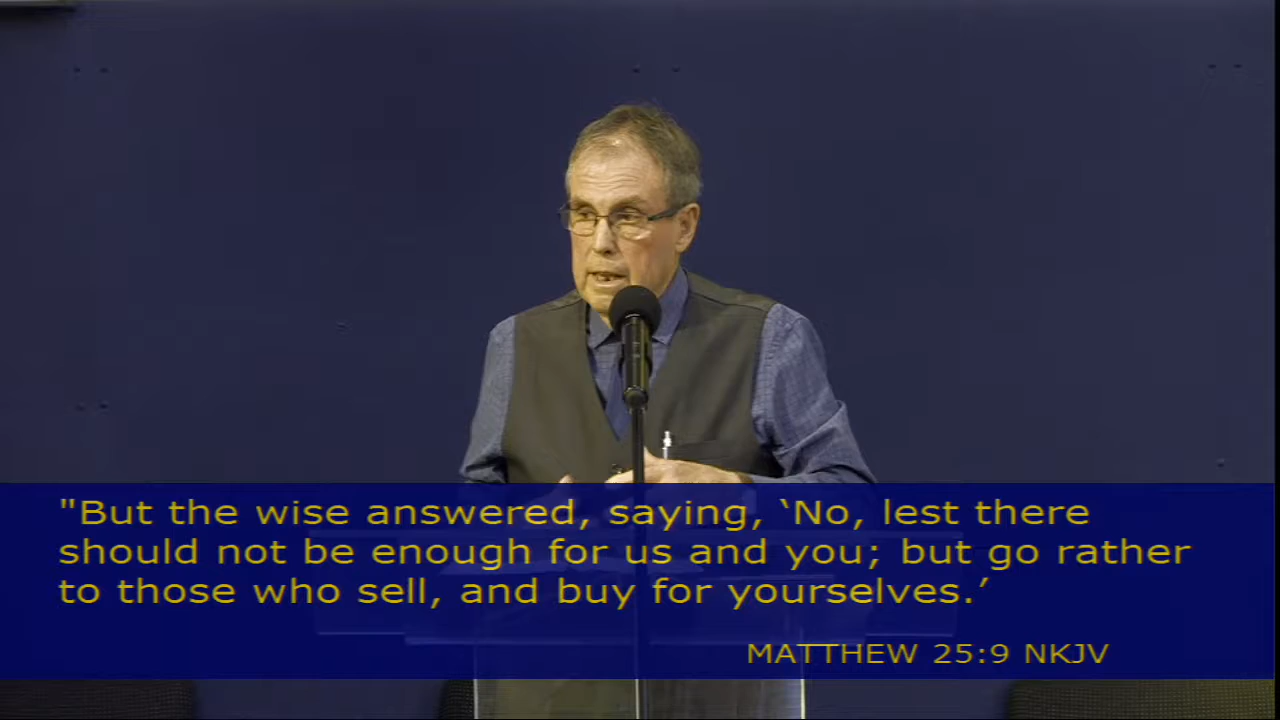 "But the wise answered, saying, ‘No, lest there
should not be enough for us and you; but go rather
to those who sell, and buy for yourselves.’
MATTHEW 25:9 NKJV